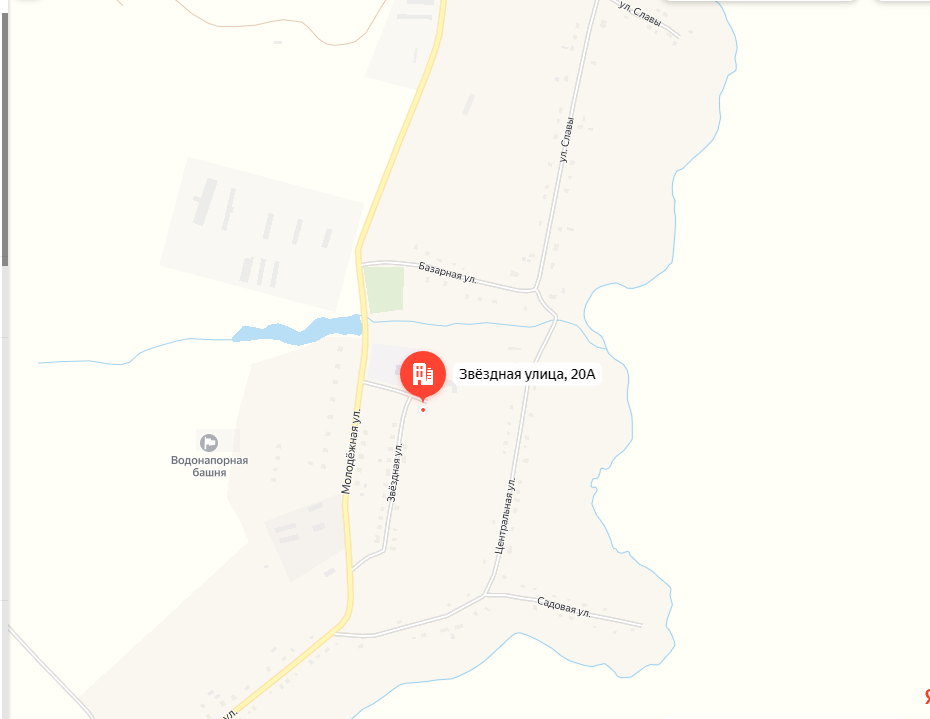 ул. Славы
ул. Славы
Базарная ул.
Звёздная улица, 20А
Молодёжная ул.
Водонапорная
башня
Звёздная ул.
Центральная ул.
Садовая ул.
ул.
Я